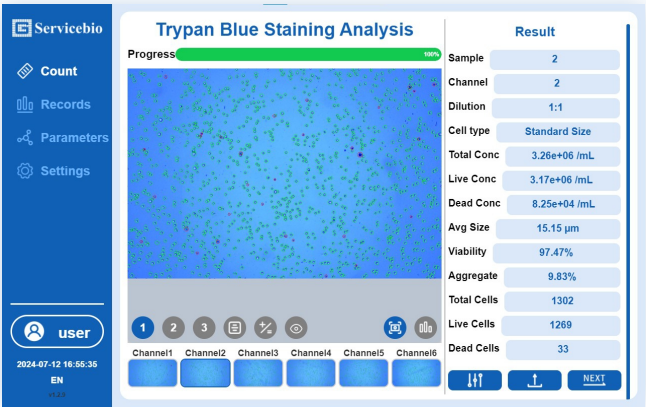 Servicebio
Count
Records
Parameters
Settings
user
2024-07-12 16:55:35
EN
v1.2.0
Trypan Blue Staining Analysis
Progress 100%
1 2 3
Channel1 Channel2 Channel3 Channel4 Channel5 Channel6
Result
Sample 2
Channel 2
Dilution 1:1
Cell type Standard Size
Total Conc 3.26e+06 /mL
Live Conc 3.17e+06 /mL
Dead Conc 8.25e+04 /mL
Avg Size 15.15 μm
Viability 97.47%
Aggregate 9.83%
Total Cells 1302
Live Cells 1269
Dead Cells 33
NEXT